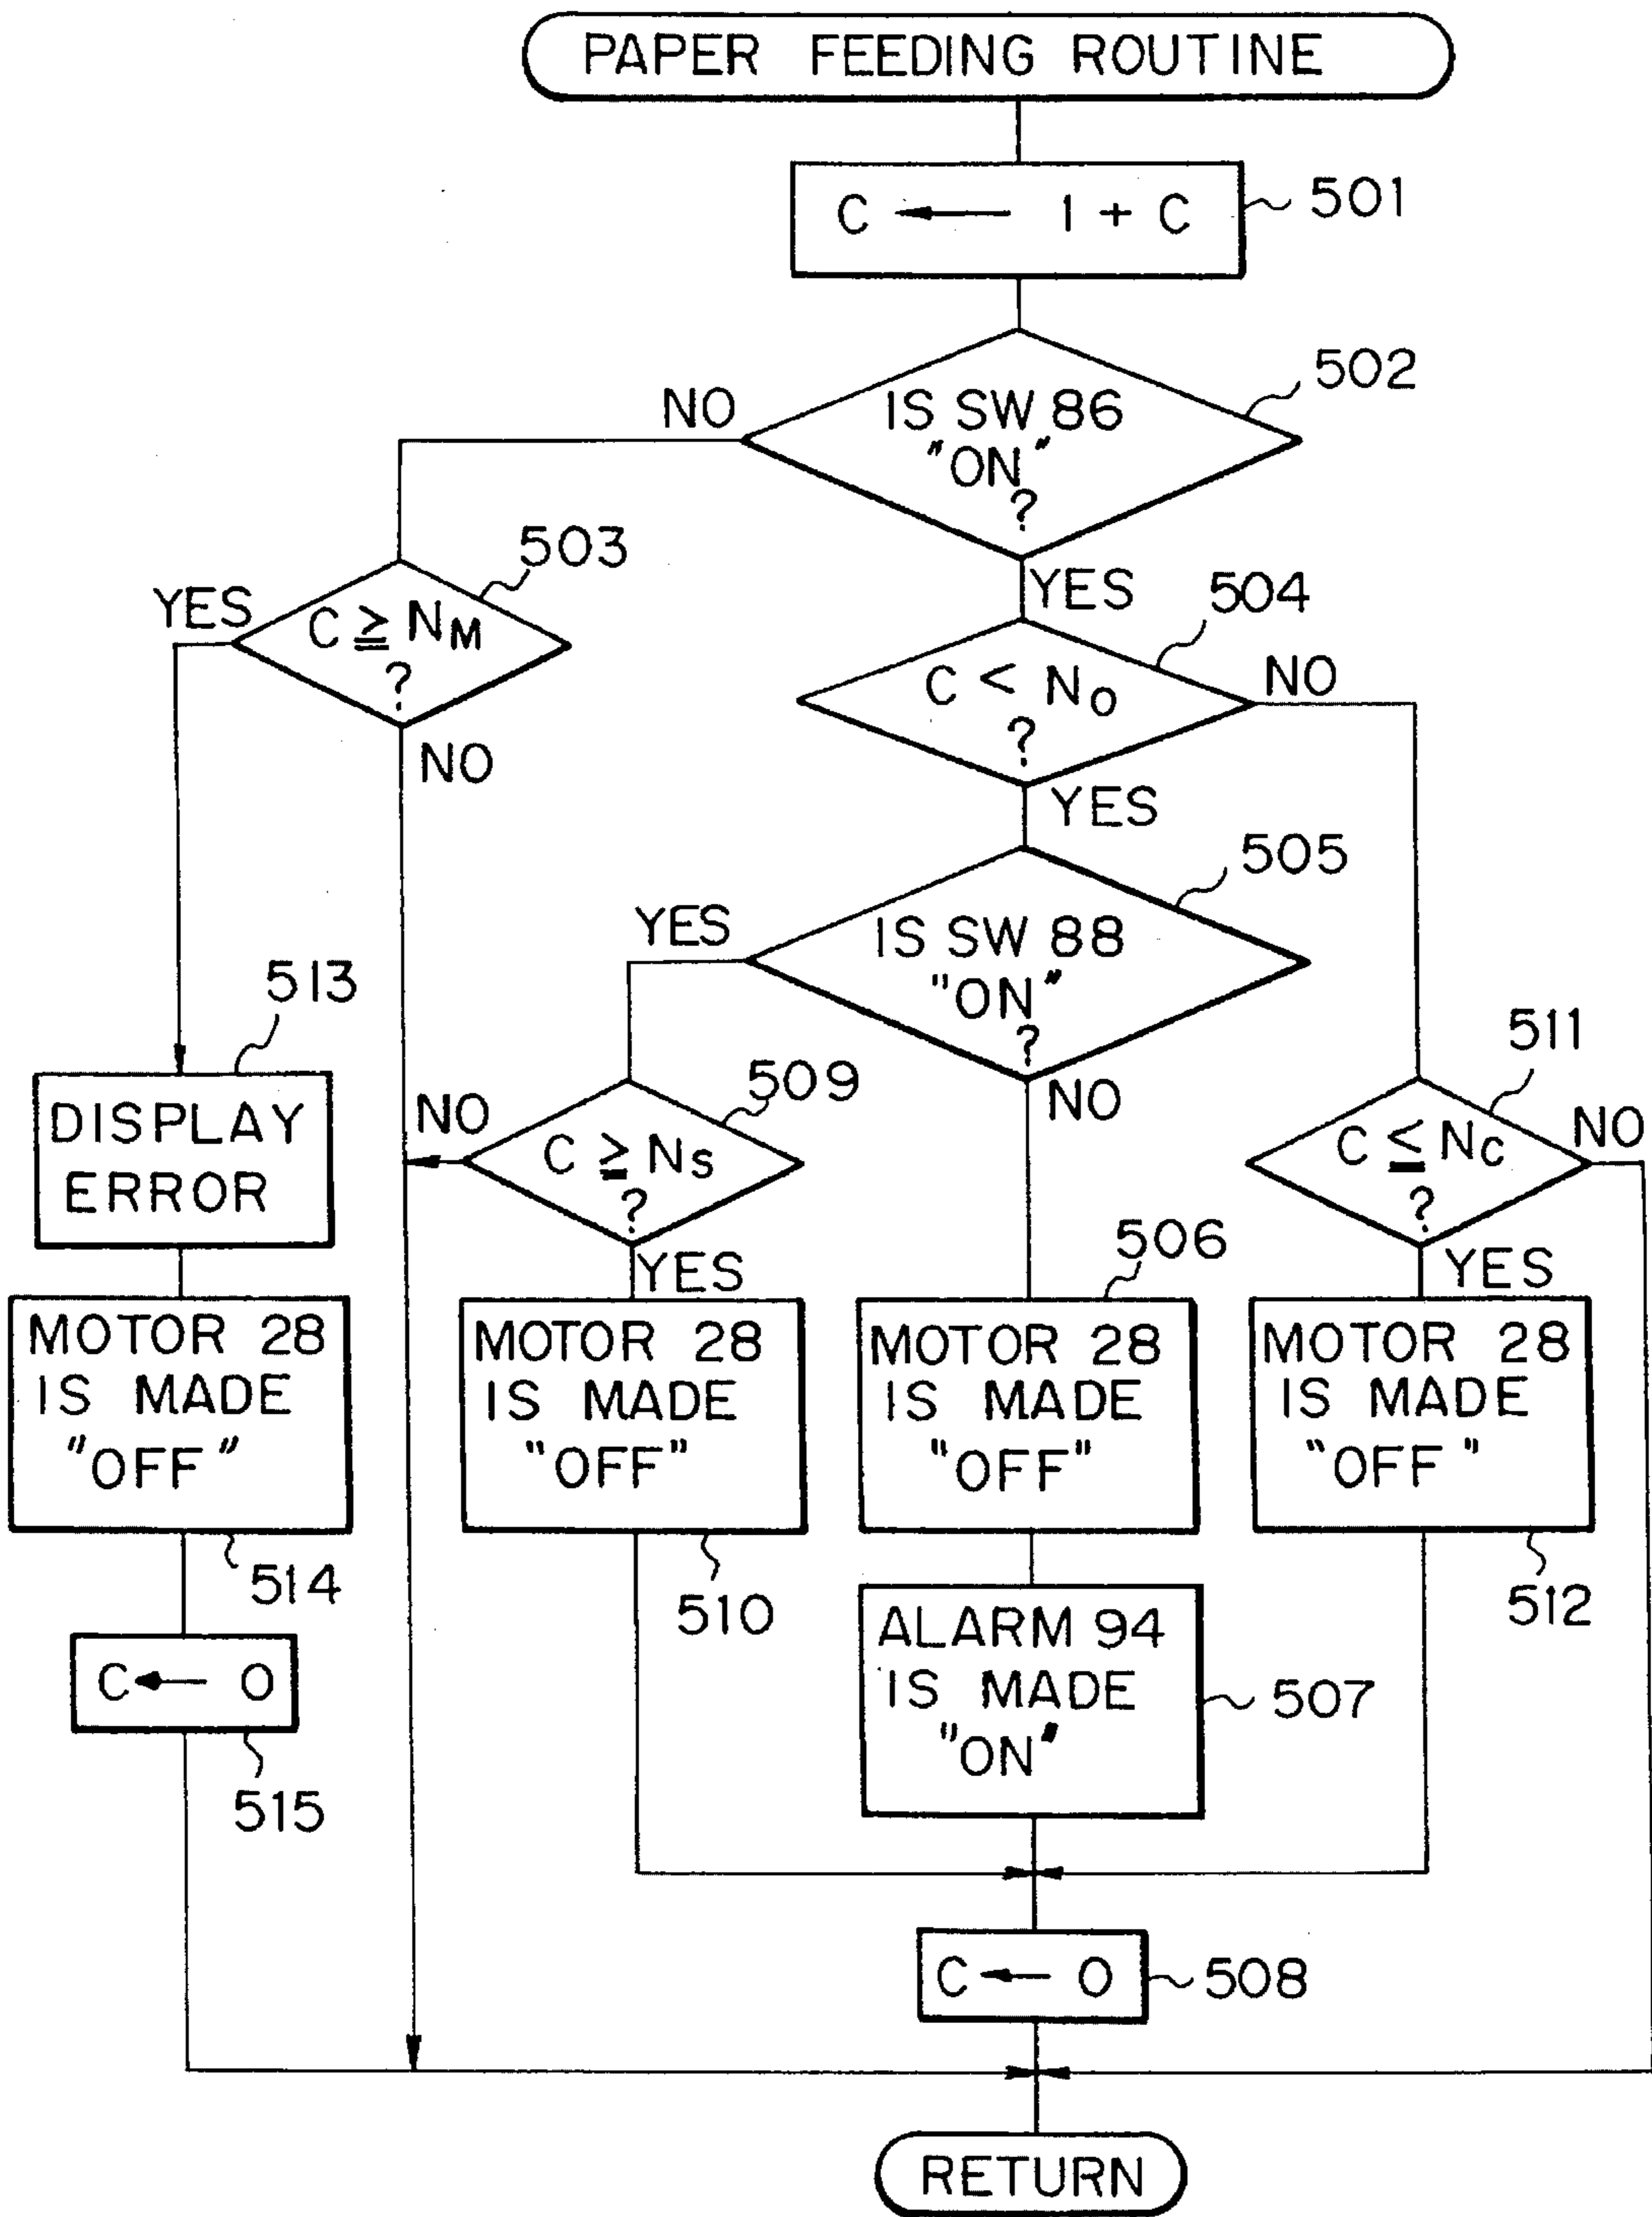 PAPER FEEDING ROUTINE
C ← 1 + C
501
IS SW 86
"ON"
?
502
NO
YES
C ≧ NM
?
503
YES
NO
C < NO
?
504
NO
YES
IS SW 88
"ON"
?
505
YES
NO
C ≧ NS
?
509
NO
YES
C ≦ NC
?
511
NO
YES
513
DISPLAY
ERROR
MOTOR 28
IS MADE
"OFF"
514
MOTOR 28
IS MADE
"OFF"
510
506
MOTOR 28
IS MADE
"OFF"
MOTOR 28
IS MADE
"OFF"
512
C ← 0
515
ALARM 94
IS MADE
"ON"
507
C ← 0
508
RETURN